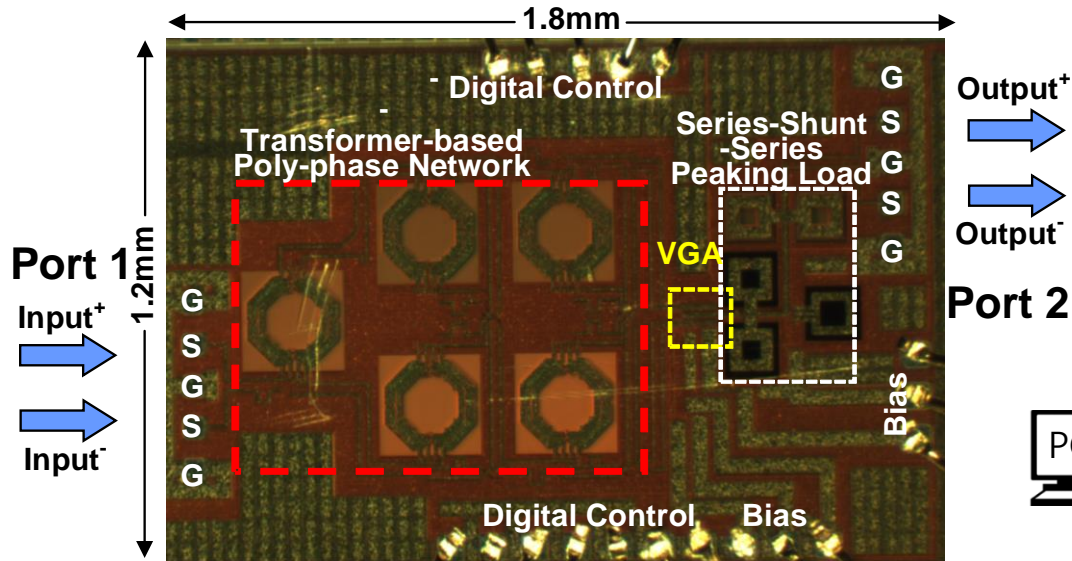 1.8mm
1.2mm
Digital Control
Transformer-based
Poly-phase Network
Series-Shunt
-Series
Peaking Load
VGA
Port 1
Input+
Input-
G
S
G
S
G
G
S
G
S
G
Output+
Output-
Port 2
Bias
Digital Control
Bias